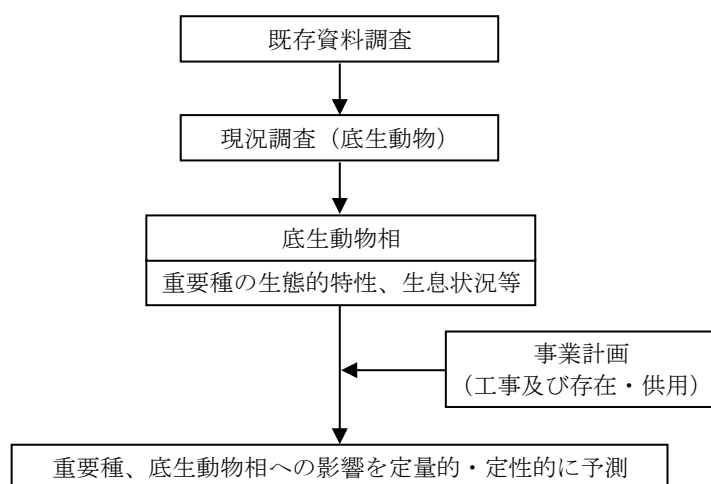 既存資料調査
現況調査（底生動物）
底生動物相
重要種の生態的特性、生息状況等
事業計画
（工事及び存在・供用）
重要種、底生動物相への影響を定量的・定性的に予測